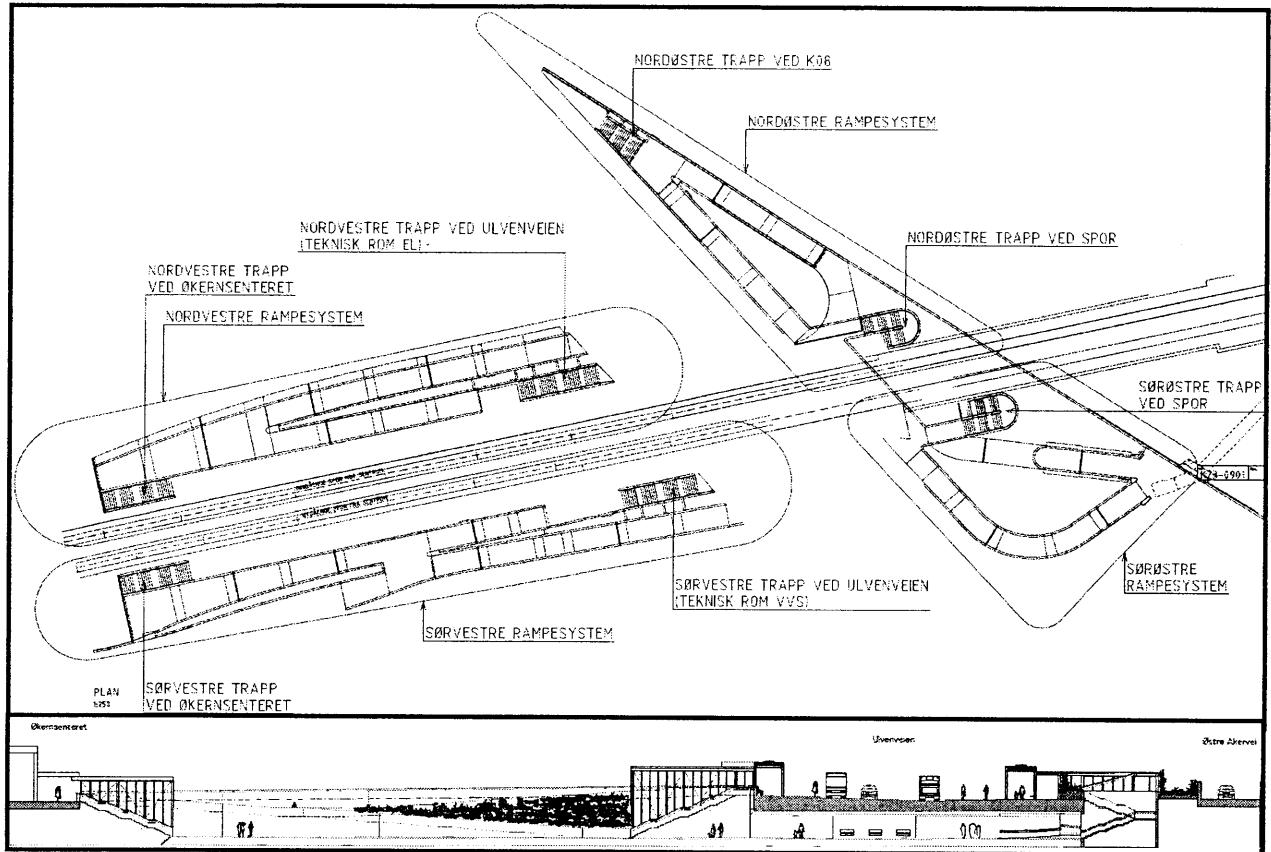 NORDØSTRE TRAPP VED K06
NORDØSTRE RAMPESYSTEM
NORDVESTRE TRAPP VED ULVENVEIEN
(TEKNISK ROM EL)
NORDØSTRE TRAPP VED SPOR
NORDVESTRE TRAPP
VED ØKERNSENTERET
NORDVESTRE RAMPESYSTEM
SØRØSTRE TRAPP
VED SPOR
K23-G901
SØRVESTRE TRAPP VED ULVENVEIEN
(TEKNISK ROM VVS)
SØRØSTRE
RAMPESYSTEM
SØRVESTRE RAMPESYSTEM
PLAN
SØRVESTRE TRAPP
VED ØKERNSENTERET
Økernsenteret
Ulvenveien
Østre Akervei